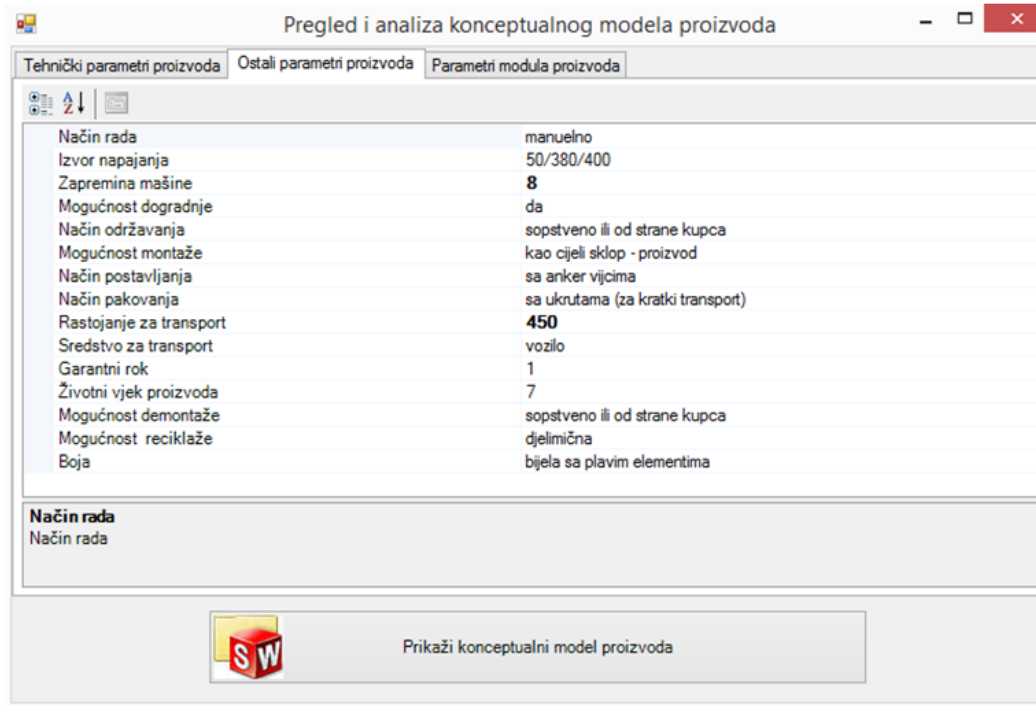 Pregled i analiza konceptualnog modela proizvoda
Tehnički parametri proizvoda Ostali parametri proizvoda Parametri modula proizvoda
Način rada manuelno
Izvor napajanja 50/380/400
Zapremina mašine 8
Mogućnost dogradnje da
Način održavanja sopstveno ili od strane kupca
Mogućnost montaže kao cijeli sklop - proizvod
Način postavljanja sa anker vijcima
Način pakovanja sa ukrutama (za kratki transport)
Rastojanje za transport 450
Sredstvo za transport vozilo
Garantni rok 1
Životni vjek proizvoda 7
Mogućnost demontaže sopstveno ili od strane kupca
Mogućnost reciklaže djelimična
Boja bijela sa plavim elementima
Način rada
Način rada
SW Prikaži konceptualni model proizvoda